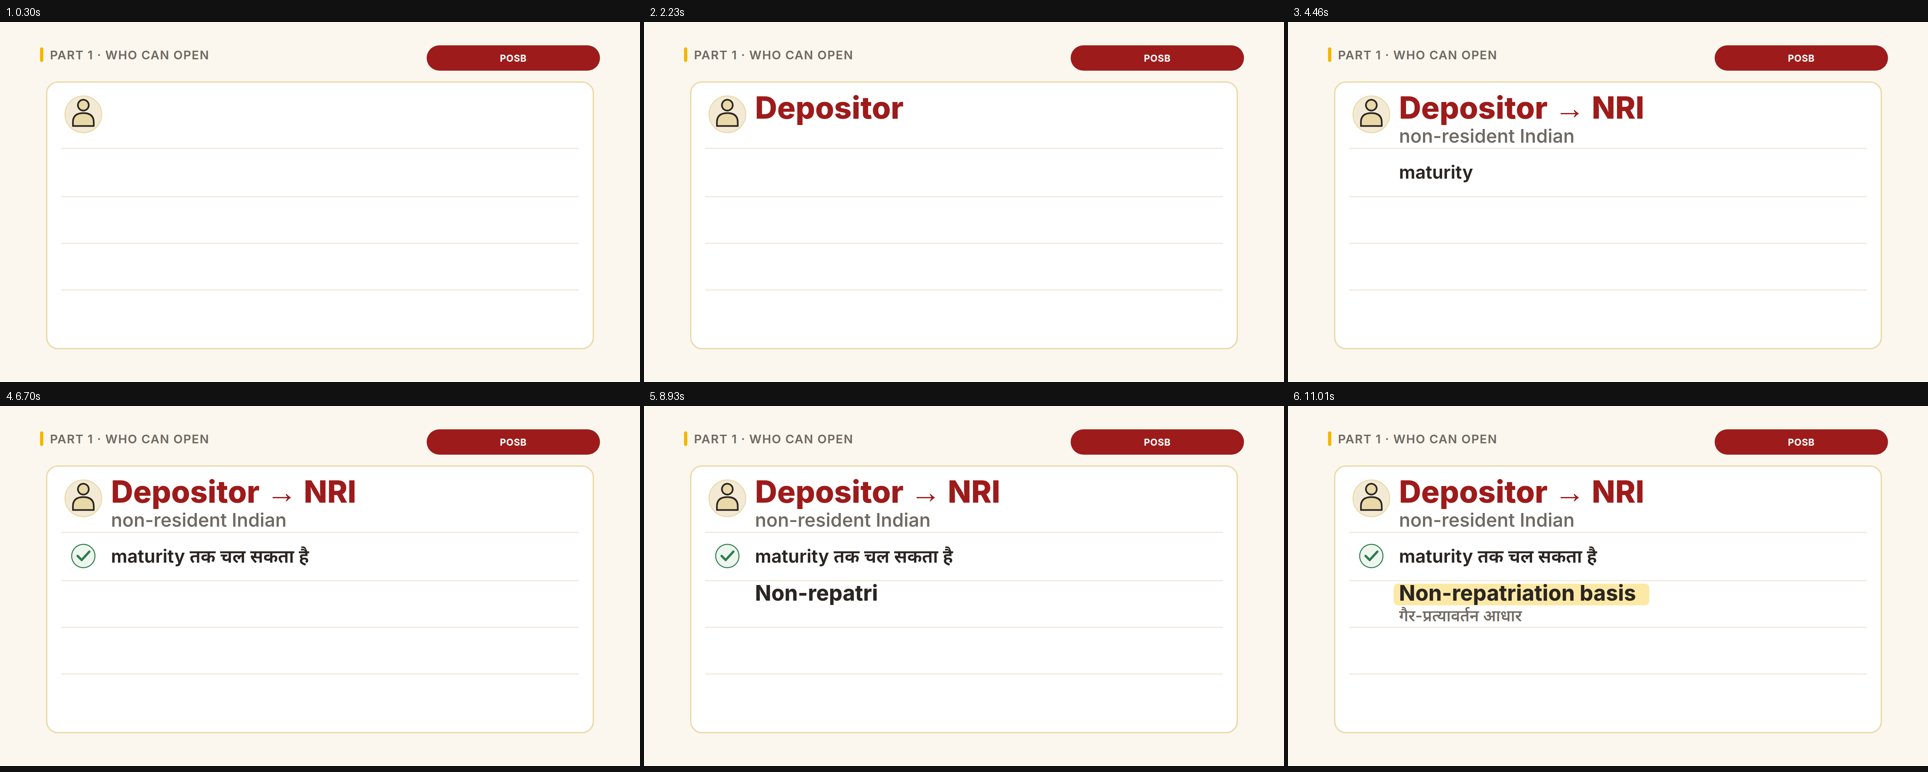 1. 0.30s
PART 1 · WHO CAN OPEN
POSB
2. 2.23s
PART 1 · WHO CAN OPEN
POSB
Depositor
3. 4.46s
PART 1 · WHO CAN OPEN
POSB
Depositor → NRI
non-resident Indian
maturity
4. 6.70s
PART 1 · WHO CAN OPEN
POSB
Depositor → NRI
non-resident Indian
maturity तक चल सकता है
5. 8.93s
PART 1 · WHO CAN OPEN
POSB
Depositor → NRI
non-resident Indian
maturity तक चल सकता है
Non-repatri
6. 11.01s
PART 1 · WHO CAN OPEN
POSB
Depositor → NRI
non-resident Indian
maturity तक चल सकता है
Non-repatriation basis
गैर-प्रत्यावर्तन आधार